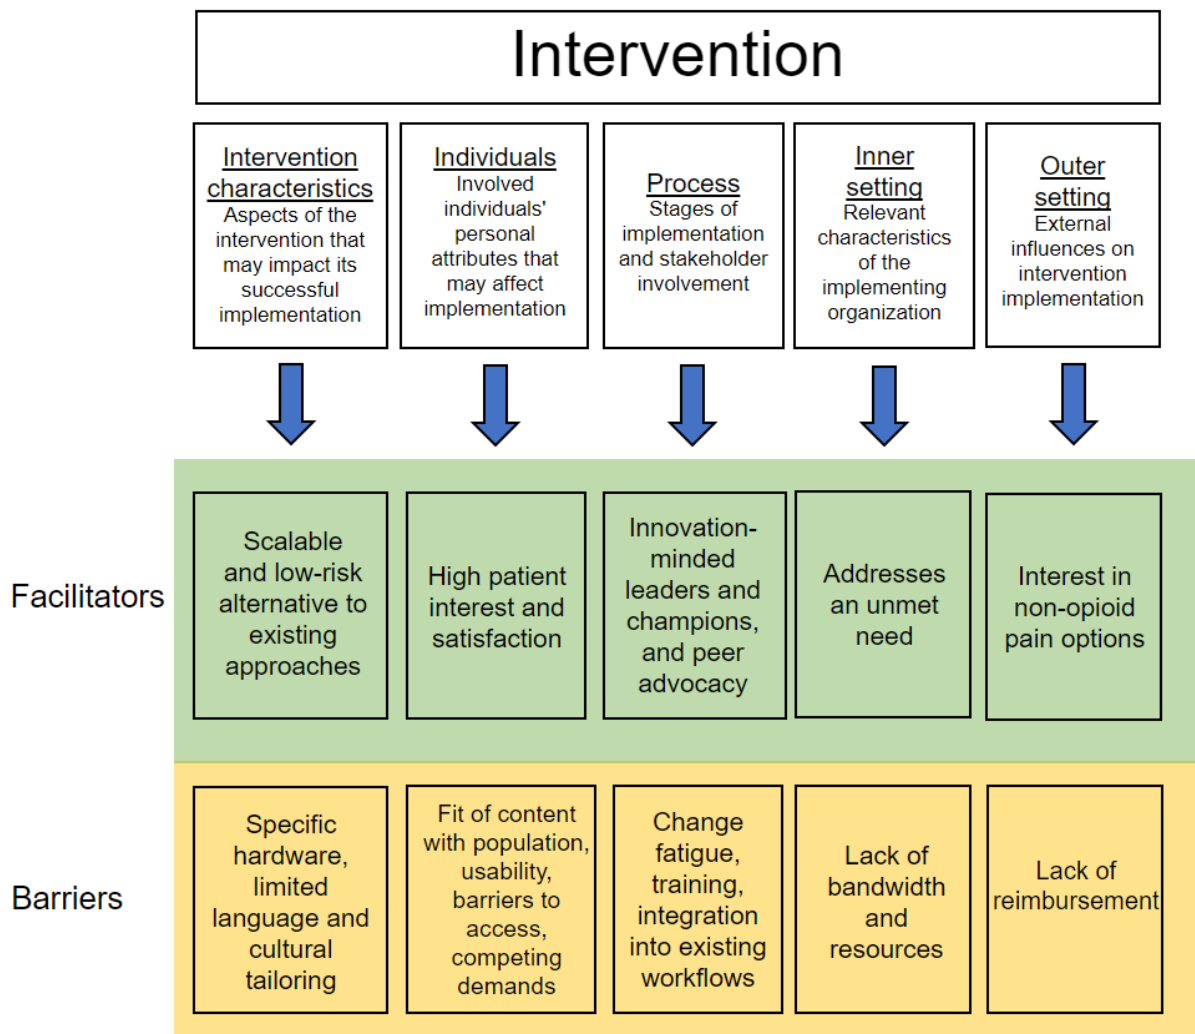 Intervention
Intervention
characteristics
Aspects of the
intervention that
may impact its
successful
implementation
Individuals
Involved
individuals'
personal
attributes that
may affect
implementation
Process
Stages of
implementation
and stakeholder
involvement
Inner
setting
Relevant
characteristics
of the
implementing
organization
Outer
setting
External
influences on
intervention
implementation
Facilitators
Scalable
and low-risk
alternative to
existing
approaches
High patient
interest and
satisfaction
Innovation-
minded
leaders and
champions,
and peer
advocacy
Addresses
an unmet
need
Interest in
non-opioid
pain options
Barriers
Specific
hardware,
limited
language and
cultural
tailoring
Fit of content
with population,
usability,
barriers to
access,
competing
demands
Change
fatigue,
training,
integration
into existing
workflows
Lack of
bandwidth
and
resources
Lack of
reimbursement